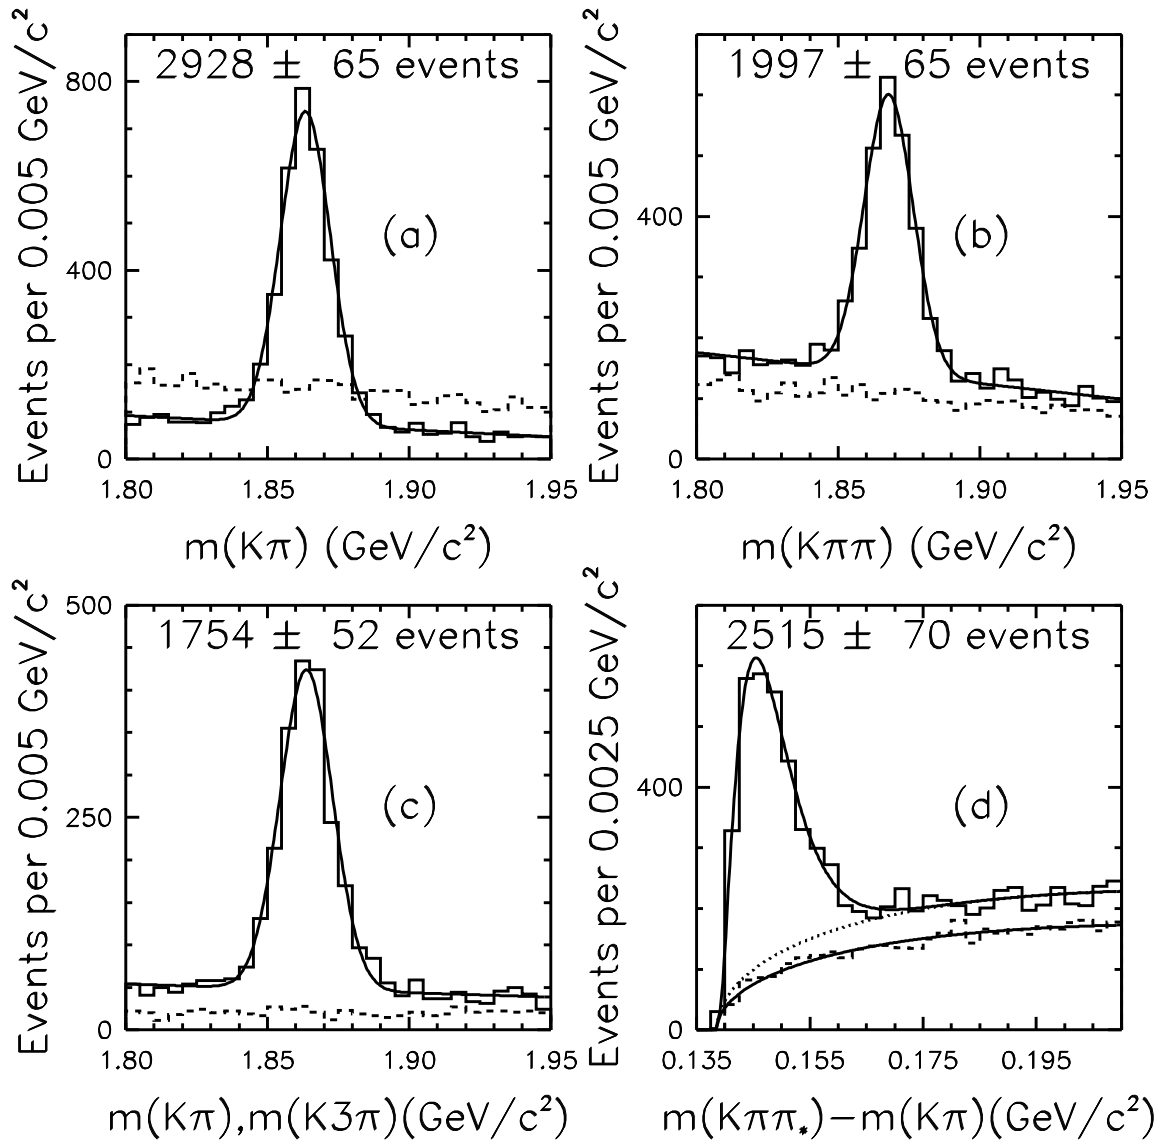 Events per 0.005 GeV/c²
2928 ± 65 events
800
400
0
(a)
1.80 1.85 1.90 1.95
m(Kπ) (GeV/c²)
Events per 0.005 GeV/c²
1997 ± 65 events
400
0
(b)
1.80 1.85 1.90 1.95
m(Kππ) (GeV/c²)
Events per 0.005 GeV/c²
1754 ± 52 events
500
250
0
(c)
1.80 1.85 1.90 1.95
m(Kπ),m(K3π)(GeV/c²)
Events per 0.0025 GeV/c²
2515 ± 70 events
400
0
(d)
0.135 0.155 0.175 0.195
m(Kππ*)−m(Kπ)(GeV/c²)